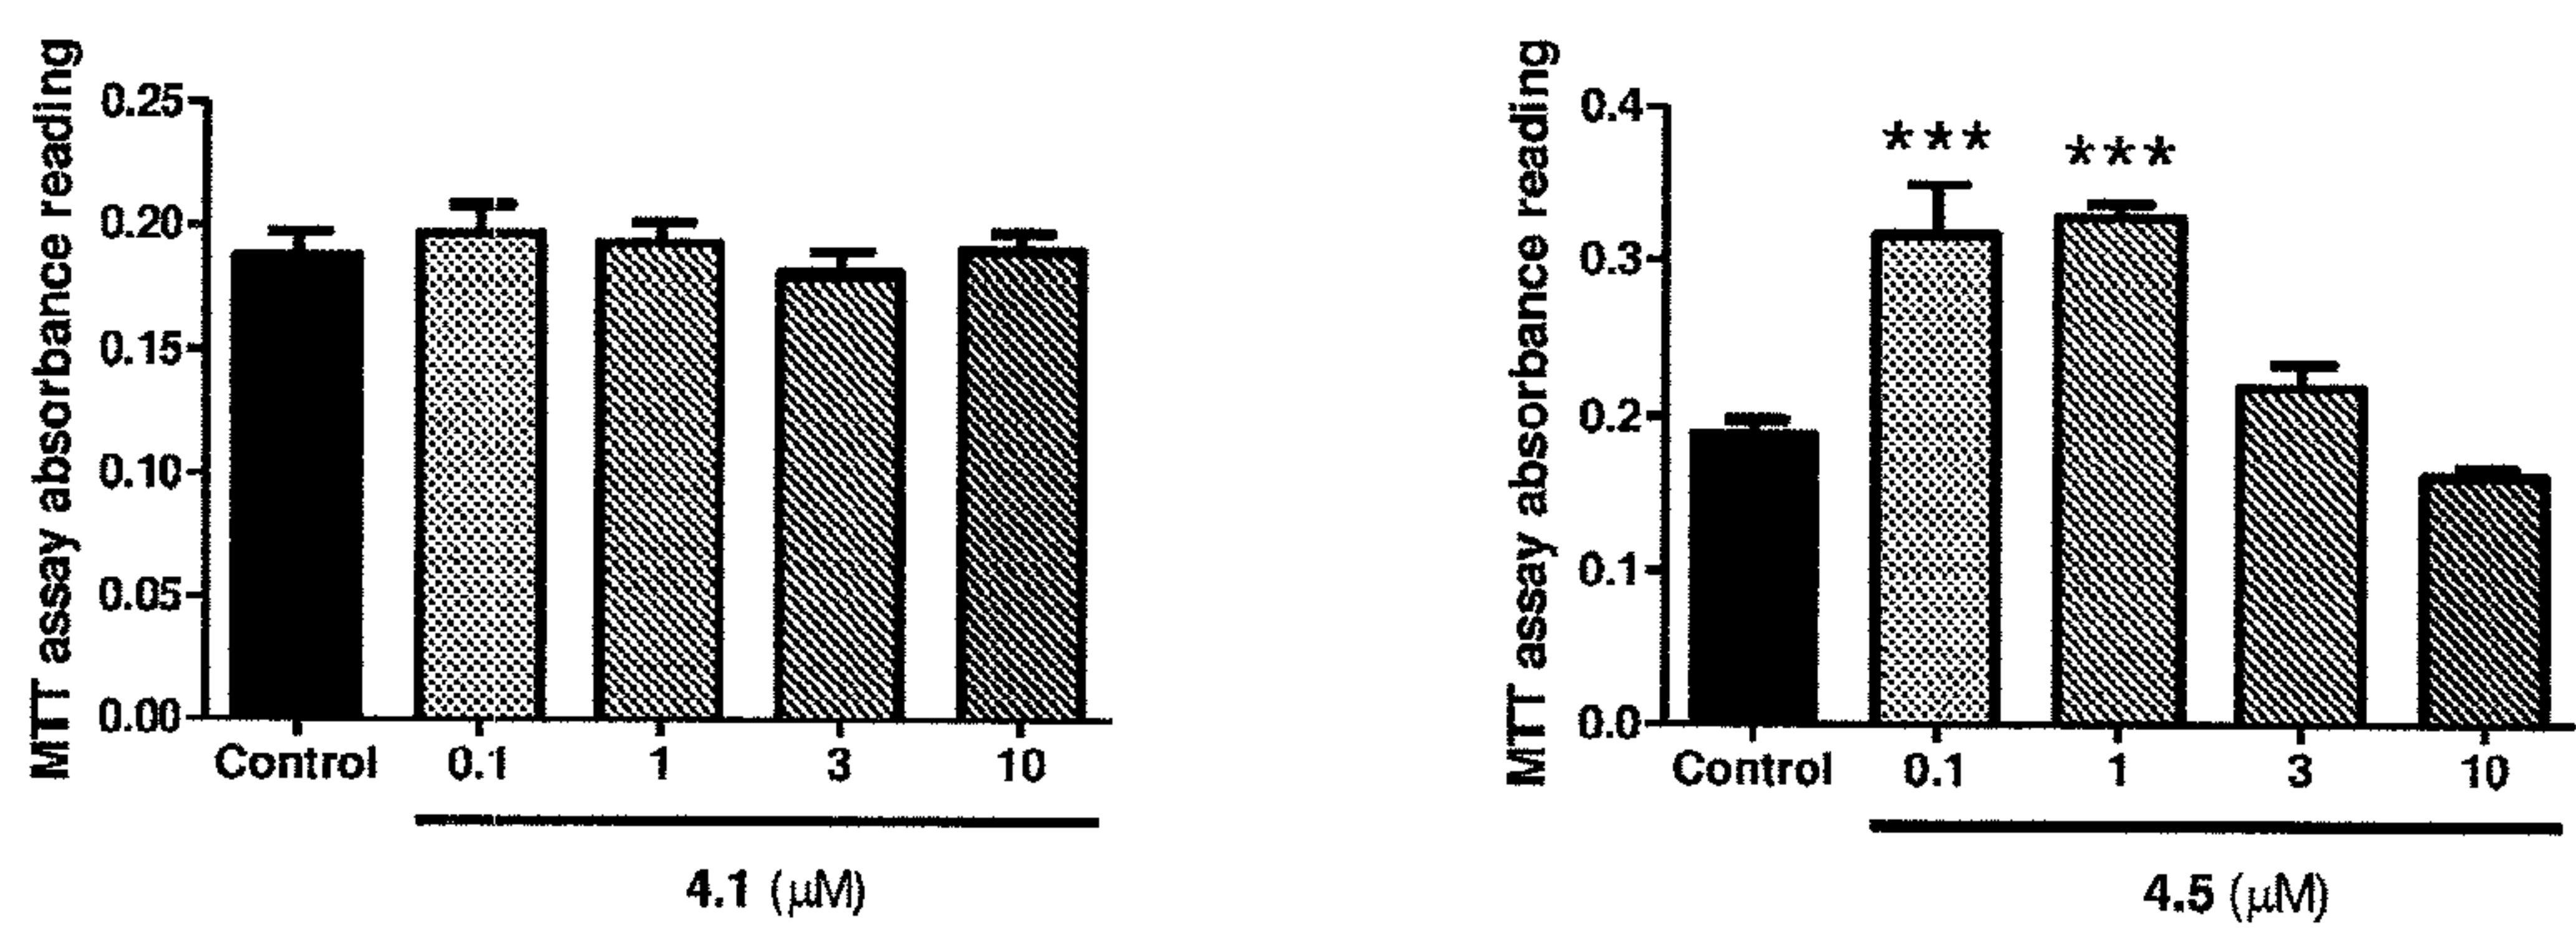 MTT assay absorbance reading
0.25
0.20
0.15
0.10
0.05
0.00
Control 0.1 1 3 10
4.1 (μM)
MTT assay absorbance reading
0.4
0.3
0.2
0.1
0.0
*** ***
Control 0.1 1 3 10
4.5 (μM)